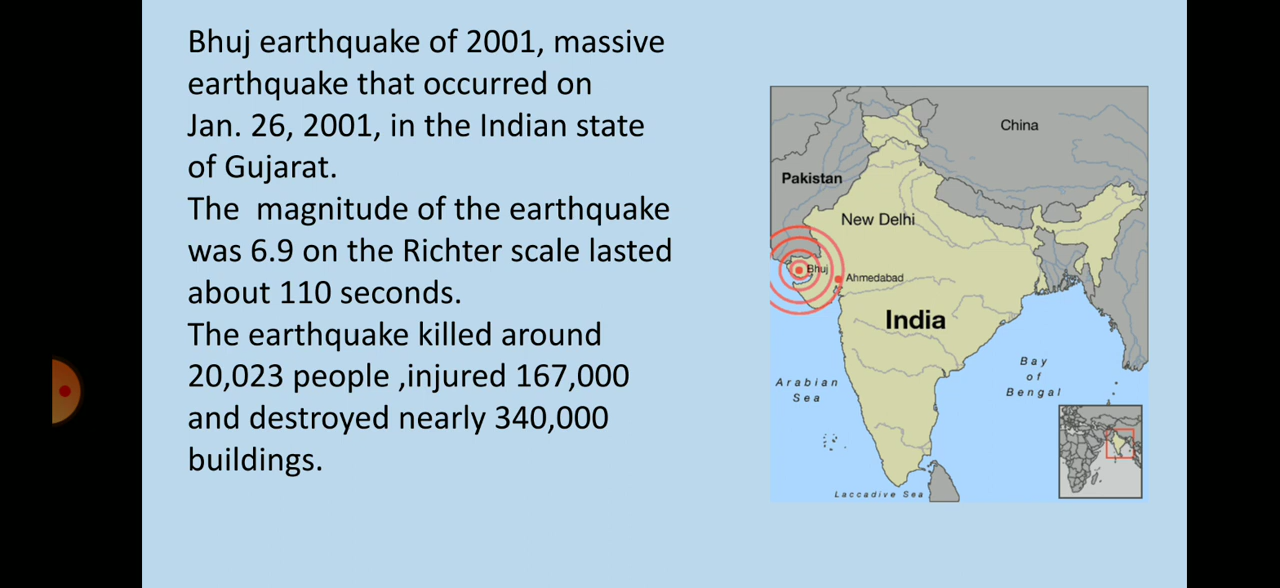 Bhuj earthquake of 2001, massive
earthquake that occurred on
Jan. 26, 2001, in the Indian state
of Gujarat.
The  magnitude of the earthquake
was 6.9 on the Richter scale lasted
about 110 seconds.
The earthquake killed around
20,023 people ,injured 167,000
and destroyed nearly 340,000
buildings.
China
Pakistan
New Delhi
Bhuj
Ahmedabad
India
Bay
of
Bengal
Arabian
Sea
Laccadive Sea